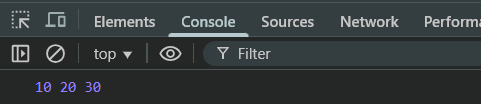 Elements Console Sources Network Performa
top Filter
10 20 30